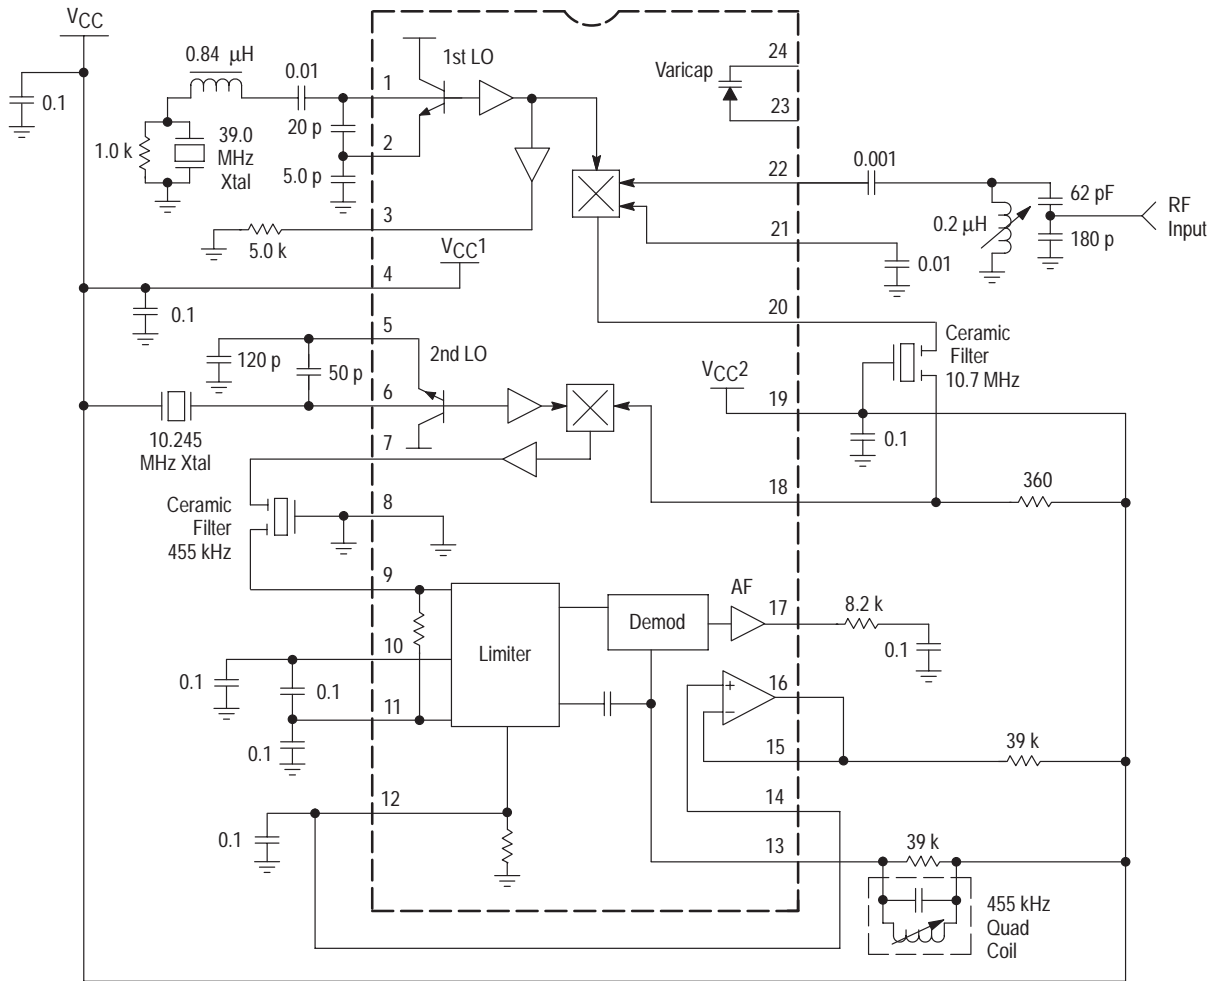 VCC
0.1
0.84 μH
0.01
1.0 k
39.0
MHz
Xtal
20 p
5.0 p
1
2
1st LO
Varicap
24
23
22
0.001
62 pF
0.2 μH
180 p
RF
Input
3
5.0 k
21
0.01
VCC1
4
0.1
20
Ceramic
Filter
10.7 MHz
5
2nd LO
120 p
50 p
6
VCC2
19
0.1
10.245
MHz Xtal
7
18
360
Ceramic
Filter
455 kHz
8
9
Limiter
Demod
AF
17
8.2 k
0.1
10
0.1
0.1
11
0.1
+
–
16
15
39 k
14
12
0.1
13
39 k
455 kHz
Quad
Coil